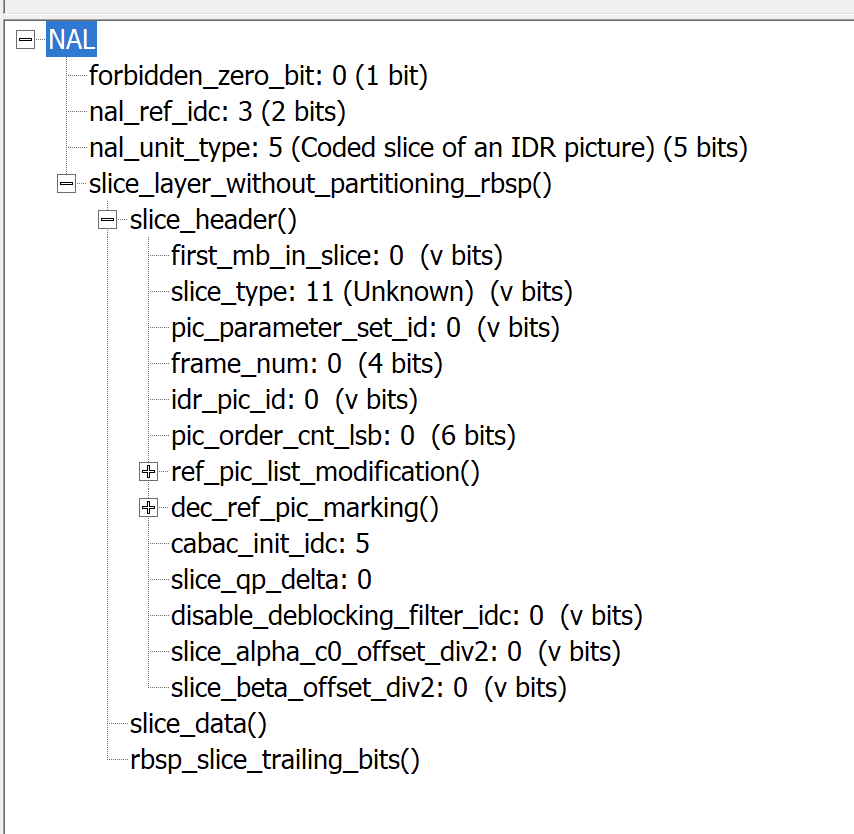 NAL
forbidden_zero_bit: 0 (1 bit)
nal_ref_idc: 3 (2 bits)
nal_unit_type: 5 (Coded slice of an IDR picture) (5 bits)
slice_layer_without_partitioning_rbsp()
slice_header()
first_mb_in_slice: 0  (v bits)
slice_type: 11 (Unknown)  (v bits)
pic_parameter_set_id: 0  (v bits)
frame_num: 0  (4 bits)
idr_pic_id: 0  (v bits)
pic_order_cnt_lsb: 0  (6 bits)
ref_pic_list_modification()
dec_ref_pic_marking()
cabac_init_idc: 5
slice_qp_delta: 0
disable_deblocking_filter_idc: 0  (v bits)
slice_alpha_c0_offset_div2: 0  (v bits)
slice_beta_offset_div2: 0  (v bits)
slice_data()
rbsp_slice_trailing_bits()